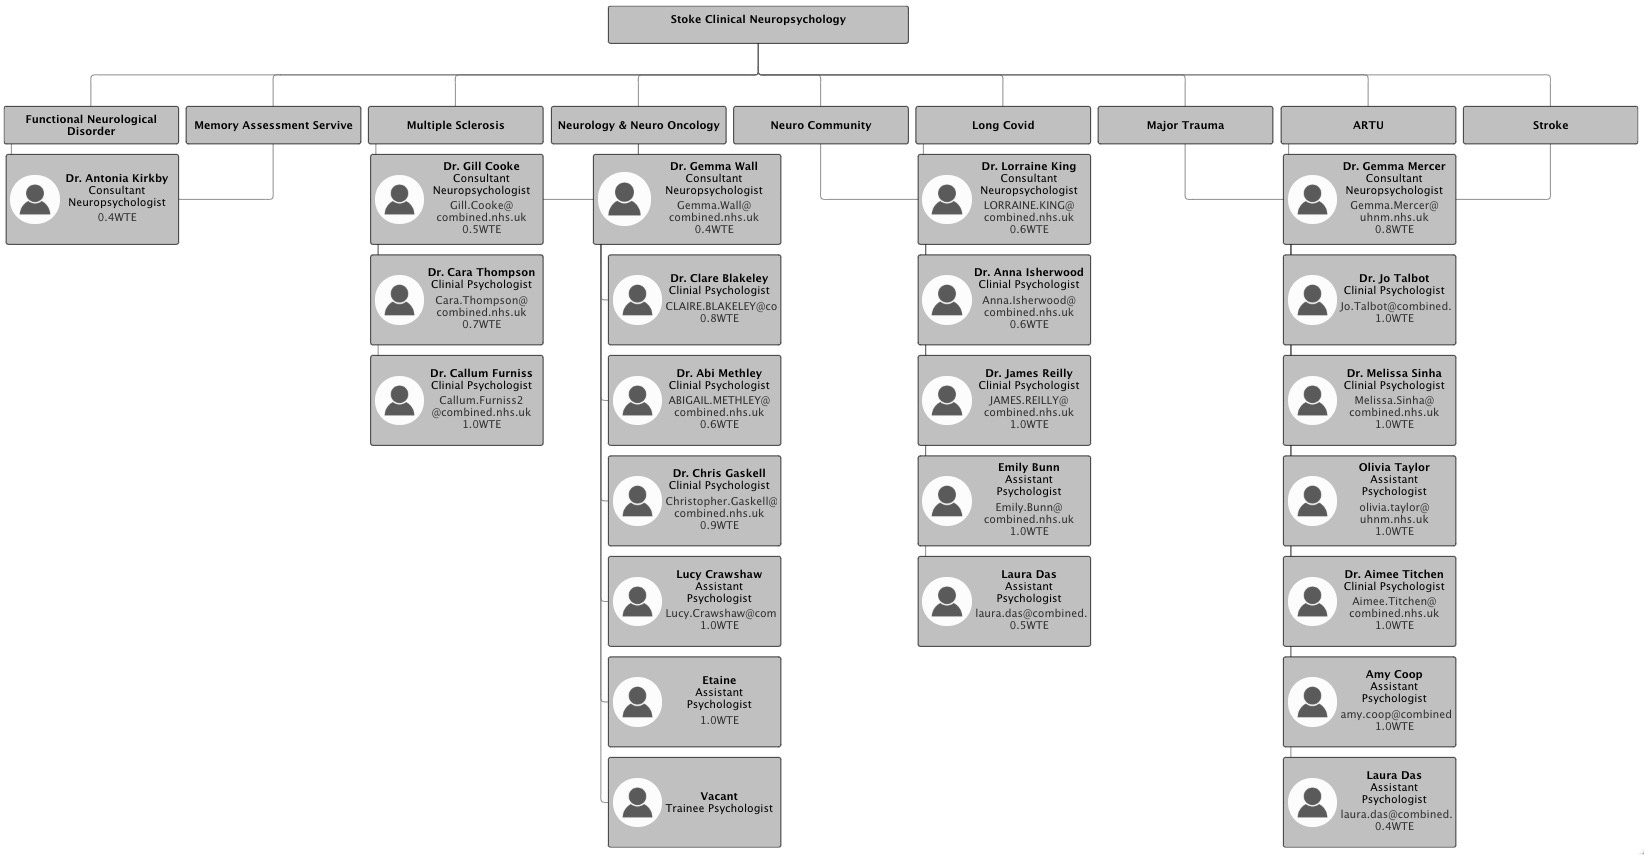 Stoke Clinical Neuropsychology
Functional Neurological
Disorder
Memory Assessment Servive
Multiple Sclerosis
Neurology & Neuro Oncology
Neuro Community
Long Covid
Major Trauma
ARTU
Stroke
Dr. Antonia Kirkby
Consultant
Neuropsychologist
0.4WTE
Dr. Gill Cooke
Consultant
Neuropsychologist
Gill.Cooke@
combined.nhs.uk
0.5WTE
Dr. Cara Thompson
Clinial Psychologist
Cara.Thompson@
combined.nhs.uk
0.7WTE
Dr. Callum Furniss
Clinial Psychologist
Callum.Furniss2
@combined.nhs.uk
1.0WTE
Dr. Gemma Wall
Consultant
Neuropsychologist
Gemma.Wall@
combined.nhs.uk
0.4WTE
Dr. Clare Blakeley
Clinial Psychologist
CLAIRE.BLAKELEY@co
0.8WTE
Dr. Abi Methley
Clinial Psychologist
ABIGAIL.METHLEY@
combined.nhs.uk
0.6WTE
Dr. Chris Gaskell
Clinial Psychologist
Christopher.Gaskell@
combined.nhs.uk
0.9WTE
Lucy Crawshaw
Assistant
Psychologist
Lucy.Crawshaw@com
1.0WTE
Etaine
Assistant
Psychologist
1.0WTE
Vacant
Trainee Psychologist
Dr. Lorraine King
Consultant
Neuropsychologist
LORRAINE.KING@
combined.nhs.uk
0.6WTE
Dr. Anna Isherwood
Clinial Psychologist
Anna.Isherwood@
combined.nhs.uk
0.6WTE
Dr. James Reilly
Clinial Psychologist
JAMES.REILLY@
combined.nhs.uk
1.0WTE
Emily Bunn
Assistant
Psychologist
Emily.Bunn@
combined.nhs.uk
1.0WTE
Laura Das
Assistant
Psychologist
laura.das@combined.
0.5WTE
Dr. Gemma Mercer
Consultant
Neuropsychologist
Gemma.Mercer@
uhnm.nhs.uk
0.8WTE
Dr. Jo Talbot
Clinial Psychologist
Jo.Talbot@combined.
1.0WTE
Dr. Melissa Sinha
Clinial Psychologist
Melissa.Sinha@
combined.nhs.uk
1.0WTE
Olivia Taylor
Assistant
Psychologist
olivia.taylor@
uhnm.nhs.uk
1.0WTE
Dr. Aimee Titchen
Clinial Psychologist
Aimee.Titchen@
combined.nhs.uk
1.0WTE
Amy Coop
Assistant
Psychologist
amy.coop@combined
1.0WTE
Laura Das
Assistant
Psychologist
laura.das@combined.
0.4WTE